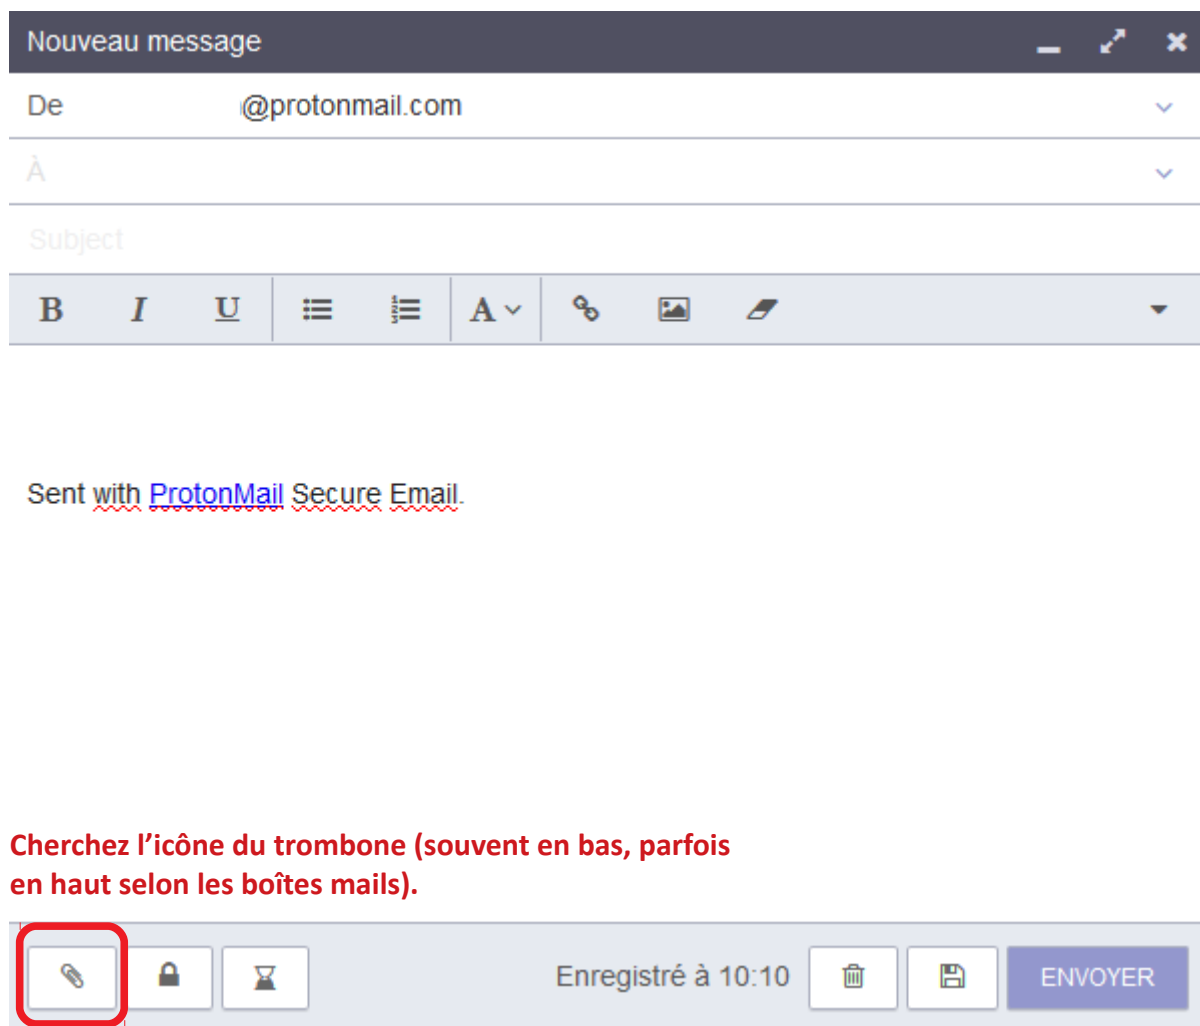 Nouveau message
De @protonmail.com
À
Subject
B I U A
Sent with ProtonMail Secure Email.
Cherchez l’icône du trombone (souvent en bas, parfois
en haut selon les boîtes mails).
Enregistré à 10:10 ENVOYER